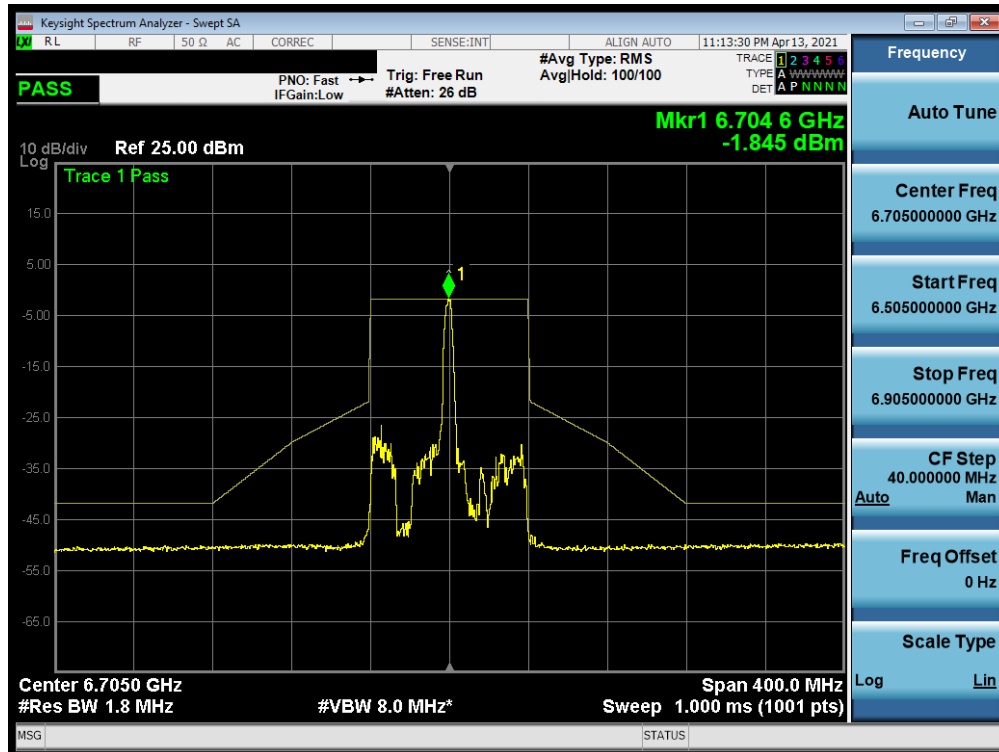 Keysight Spectrum Analyzer - Swept SA
LXI RL RF 50 Ω AC CORREC SENSE:INT ALIGN AUTO 11:13:30 PM Apr 13, 2021
PASS
PNO: Fast
IFGain:Low
Trig: Free Run
#Atten: 26 dB
#Avg Type: RMS
Avg|Hold: 100/100
TRACE 1 2 3 4 5 6
TYPE A WWWWW
DET A P N N N N
Mkr1 6.704 6 GHz
-1.845 dBm
10 dB/div Ref 25.00 dBm
Log
Trace 1 Pass
15.0
5.00
1
-5.00
-15.0
-25.0
-35.0
-45.0
-55.0
-65.0
Center 6.7050 GHz Span 400.0 MHz
#Res BW 1.8 MHz #VBW 8.0 MHz* Sweep 1.000 ms (1001 pts)
MSG STATUS
Frequency
Auto Tune
Center Freq
6.705000000 GHz
Start Freq
6.505000000 GHz
Stop Freq
6.905000000 GHz
CF Step
40.000000 MHz
Auto Man
Freq Offset
0 Hz
Scale Type
Log Lin